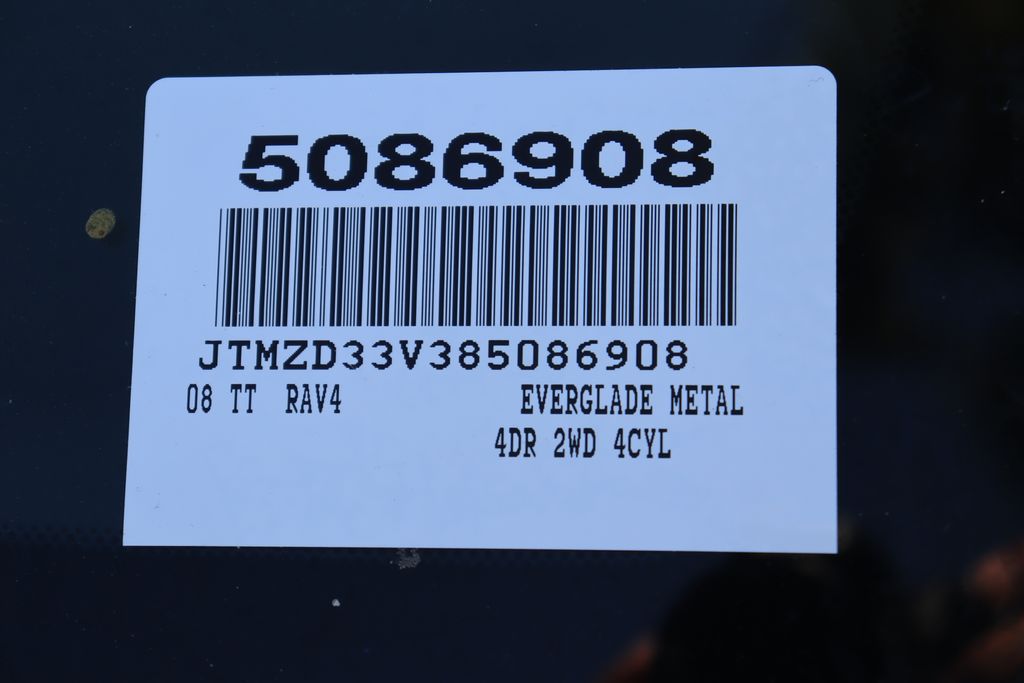 5086908
JTMZD33V385086908
08 TT RAV4 EVERGLADE METAL
4DR 2WD 4CYL